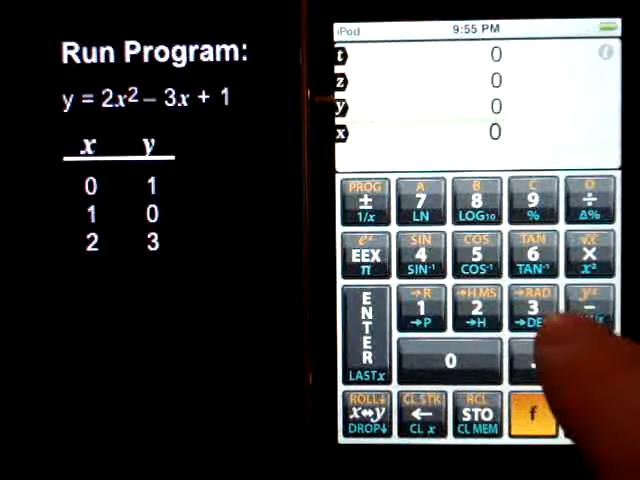 Run Program:
y = 2x² – 3x + 1
x y
0 1
1 0
2 3
iPod 9:55 PM
t 0
z 0
y 0
x 0
PROG A B C D
± 7 8 9 ÷
1/x LN LOG₁₀ % Δ%
eˣ SIN COS TAN √x
EEX 4 5 6 ×
π SIN⁻¹ COS⁻¹ TAN⁻¹ x²
→R →H.MS →RAD yˣ
ENTER 1 2 3 –
→P →H
0 .
LASTx
ROLL↓ CL STK RCL
x↔y ← STO f
DROP↓ CL x CL MEM